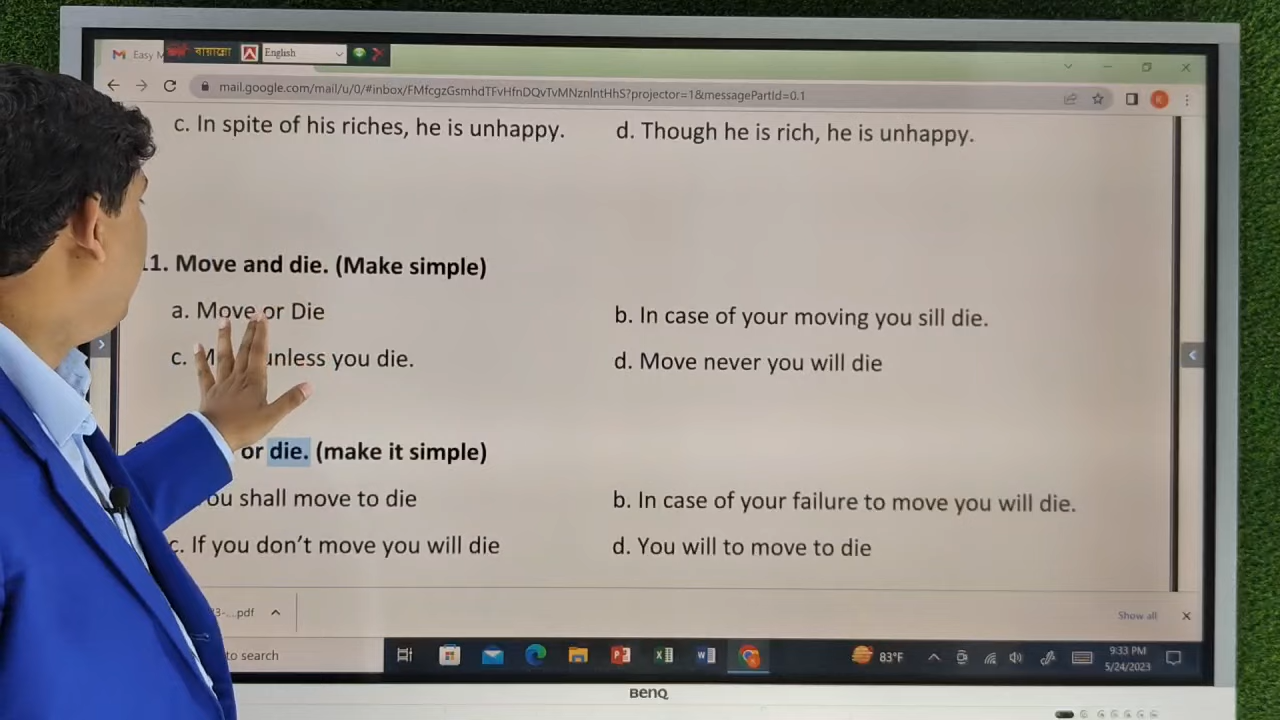 Easy M
বায়ান্নো
English
mail.google.com/mail/u/0/#inbox/FMfcgzGsmhdTFvHfnDQvTvMNznlntHhS?projector=1&messagePartId=0.1
K
c. In spite of his riches, he is unhappy. d. Though he is rich, he is unhappy.
11. Move and die. (Make simple)
a. Move or Die b. In case of your moving you sill die.
c. unless you die. d. Move never you will die
or die. (make it simple)
ou shall move to die b. In case of your failure to move you will die.
c. If you don't move you will die d. You will to move to die
3-...pdf Show all
to search 83°F 9:33 PM
5/24/2023
BenQ